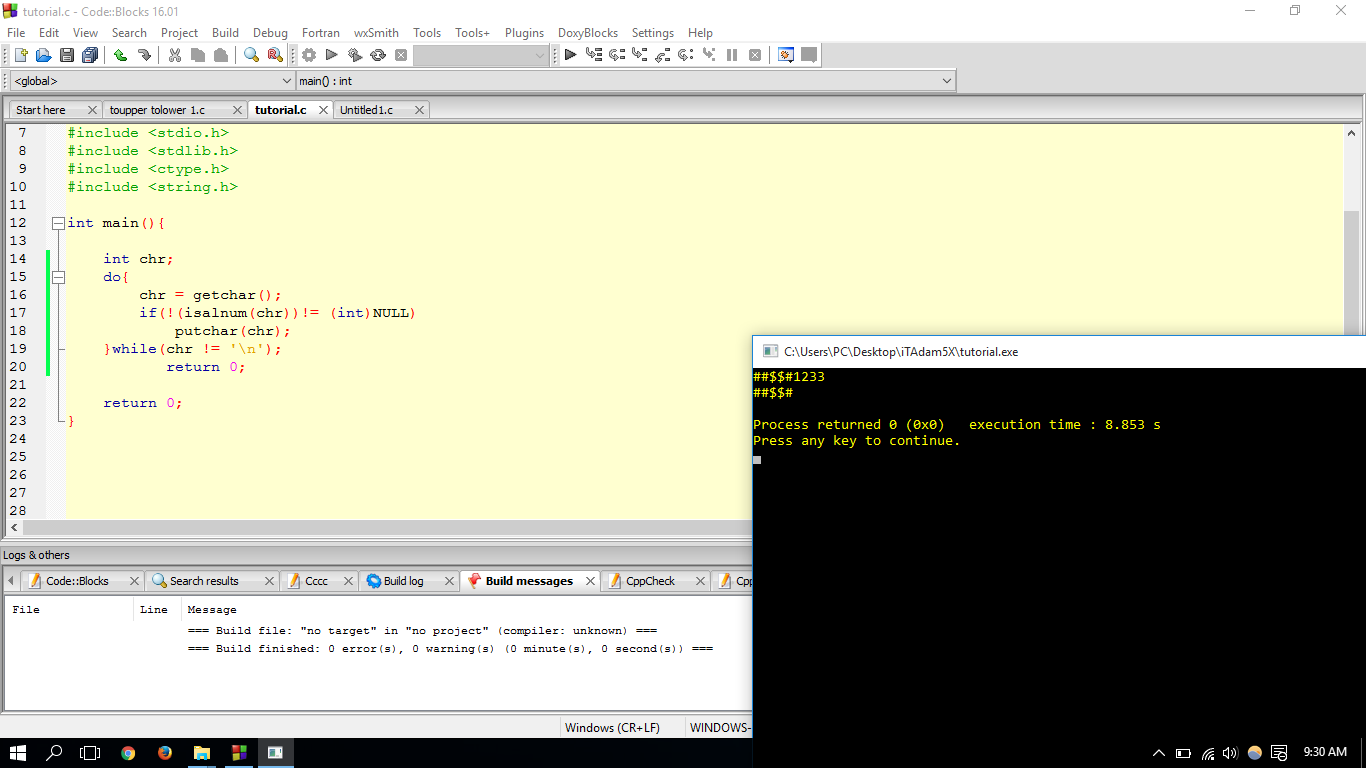 tutorial.c - Code::Blocks 16.01
File Edit View Search Project Build Debug Fortran wxSmith Tools Tools+ Plugins DoxyBlocks Settings Help
<global> main() : int
Start here toupper tolower 1.c tutorial.c Untitled1.c
7 #include <stdio.h>
8 #include <stdlib.h>
9 #include <ctype.h>
10 #include <string.h>
11
12 int main(){
13
14 int chr;
15 do{
16 chr = getchar();
17 if(!(isalnum(chr))!= (int)NULL)
18 putchar(chr);
19 }while(chr != '\n');
20 return 0;
21
22 return 0;
23 }
24
25
26
27
28
C:\Users\PC\Desktop\iTAdam5X\tutorial.exe
##$$#1233
##$$#
Process returned 0 (0x0) execution time : 8.853 s
Press any key to continue.
Logs & others
Code::Blocks Search results Cccc Build log Build messages CppCheck Cpp
File Line Message
=== Build file: "no target" in "no project" (compiler: unknown) ===
=== Build finished: 0 error(s), 0 warning(s) (0 minute(s), 0 second(s)) ===
Windows (CR+LF) WINDOWS-
9:30 AM